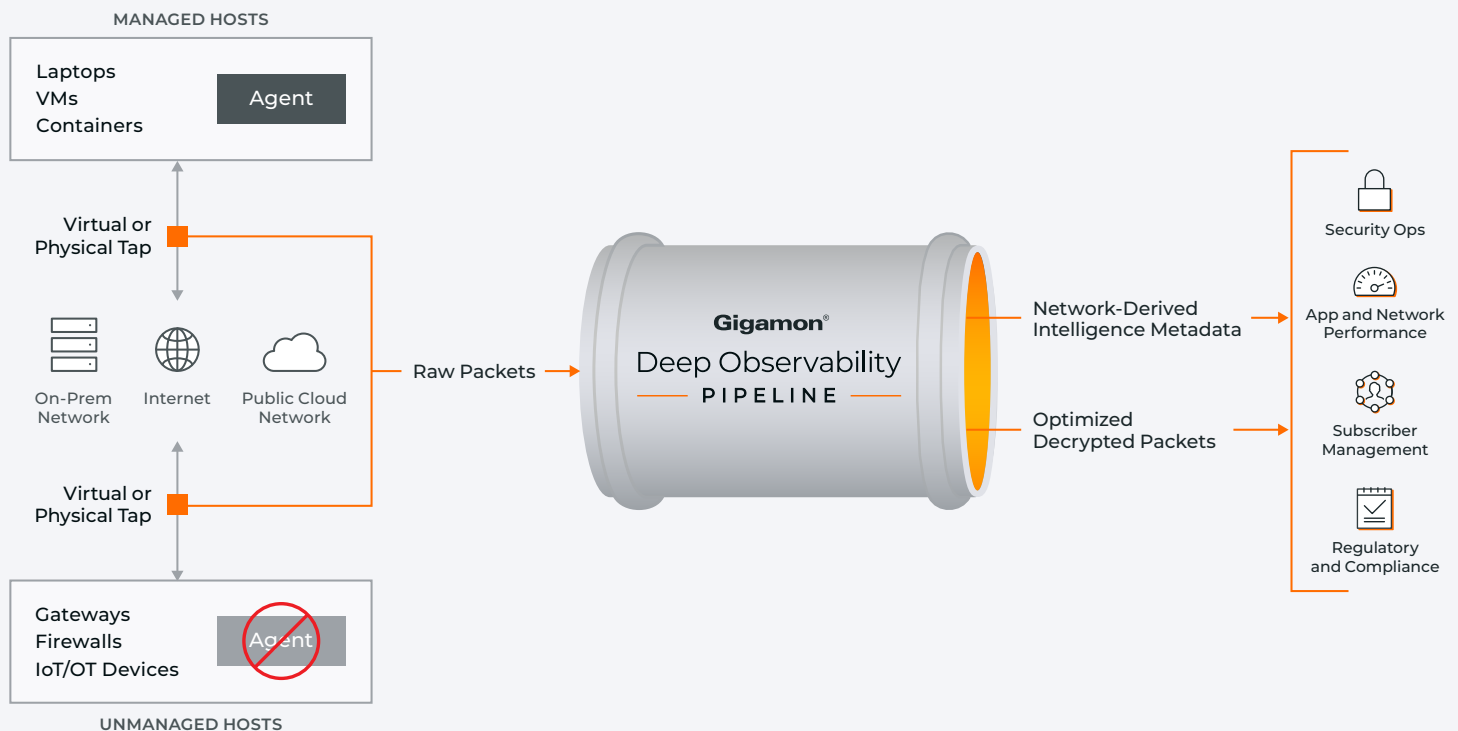 MANAGED HOSTS
Laptops
VMs
Containers
Agent
Virtual or
Physical Tap
On-Prem
Network
Internet
Public Cloud
Network
Virtual or
Physical Tap
Gateways
Firewalls
IoT/OT Devices
Agent
UNMANAGED HOSTS
Raw Packets
Gigamon®
Deep Observability
PIPELINE
Network-Derived
Intelligence Metadata
Optimized
Decrypted Packets
Security Ops
App and Network
Performance
Subscriber
Management
Regulatory
and Compliance